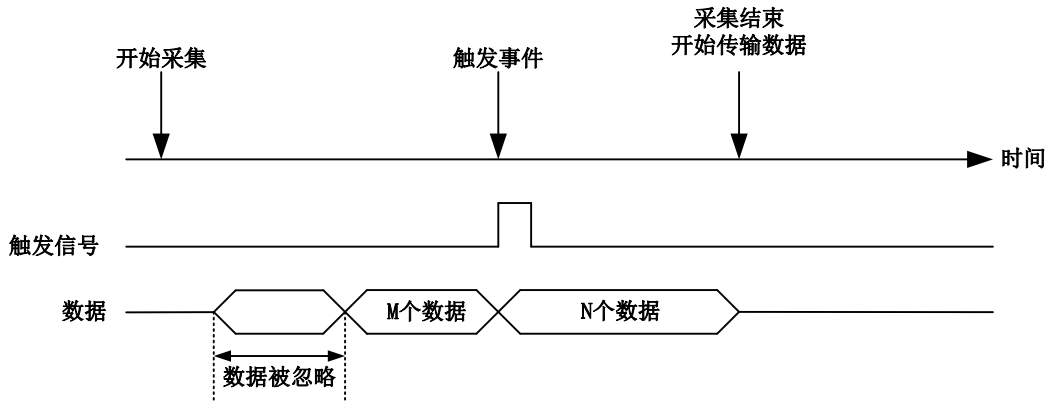 开始采集
触发事件
采集结束
开始传输数据
时间
触发信号
数据
M个数据
N个数据
数据被忽略